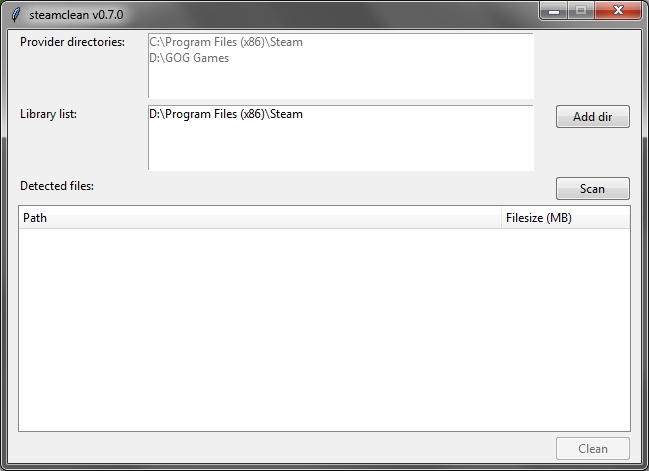 steamclean v0.7.0
Provider directories:
C:\Program Files (x86)\Steam
D:\GOG Games
Library list:
D:\Program Files (x86)\Steam
Add dir
Detected files:
Scan
Path Filesize (MB)
Clean